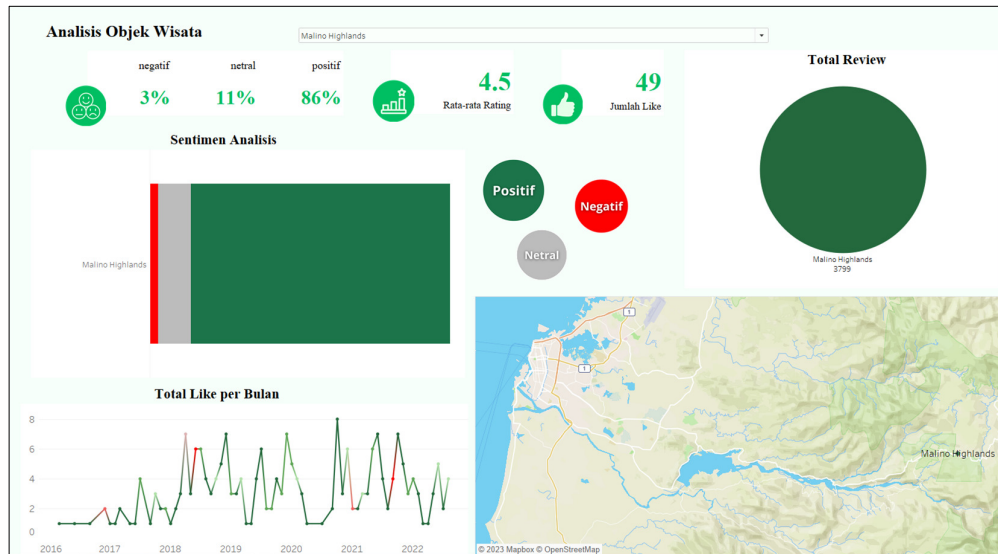 Analisis Objek Wisata
Malino Highlands
negatif netral positif
3% 11% 86%
4.5
Rata-rata Rating
49
Jumlah Like
Total Review
Malino Highlands
3799
Sentimen Analisis
Malino Highlands
Positif
Negatif
Netral
1
1
Malino Highlands
© 2023 Mapbox © OpenStreetMap
Total Like per Bulan
8
6
4
2
0
2016 2017 2018 2019 2020 2021 2022